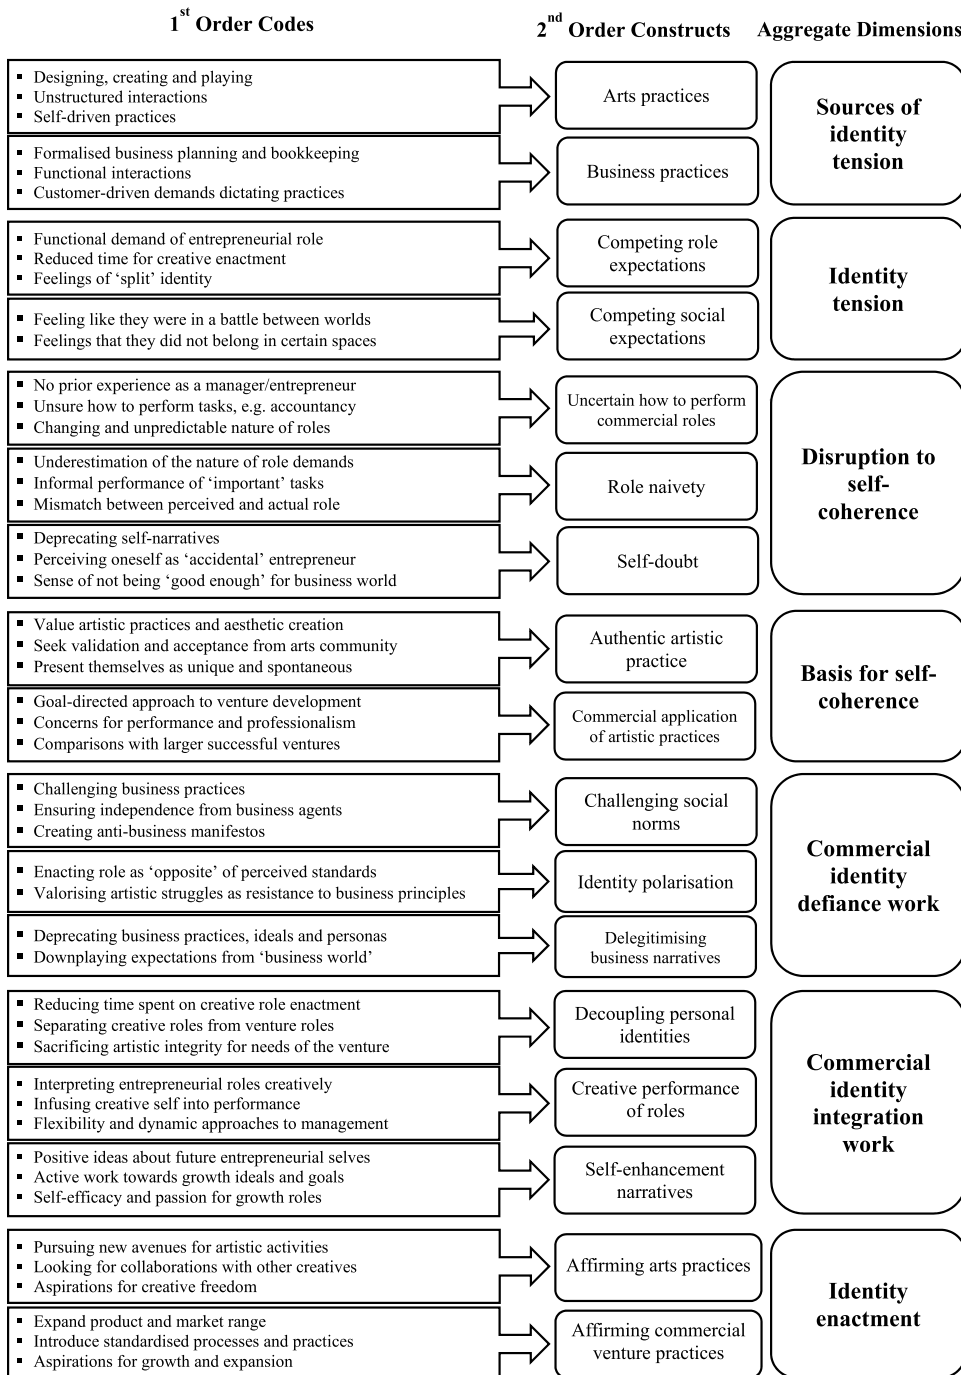 1st Order Codes
2nd Order Constructs
Aggregate Dimensions
▪ Designing, creating and playing
▪ Unstructured interactions
▪ Self-driven practices
Arts practices
▪ Formalised business planning and bookkeeping
▪ Functional interactions
▪ Customer-driven demands dictating practices
Business practices
Sources of
identity
tension
▪ Functional demand of entrepreneurial role
▪ Reduced time for creative enactment
▪ Feelings of ‘split’ identity
Competing role
expectations
▪ Feeling like they were in a battle between worlds
▪ Feelings that they did not belong in certain spaces
Competing social
expectations
Identity
tension
▪ No prior experience as a manager/entrepreneur
▪ Unsure how to perform tasks, e.g. accountancy
▪ Changing and unpredictable nature of roles
Uncertain how to perform
commercial roles
▪ Underestimation of the nature of role demands
▪ Informal performance of ‘important’ tasks
▪ Mismatch between perceived and actual role
Role naivety
▪ Deprecating self-narratives
▪ Perceiving oneself as ‘accidental’ entrepreneur
▪ Sense of not being ‘good enough’ for business world
Self-doubt
Disruption to
self-
coherence
▪ Value artistic practices and aesthetic creation
▪ Seek validation and acceptance from arts community
▪ Present themselves as unique and spontaneous
Authentic artistic
practice
▪ Goal-directed approach to venture development
▪ Concerns for performance and professionalism
▪ Comparisons with larger successful ventures
Commercial application
of artistic practices
Basis for self-
coherence
▪ Challenging business practices
▪ Ensuring independence from business agents
▪ Creating anti-business manifestos
Challenging social
norms
▪ Enacting role as ‘opposite’ of perceived standards
▪ Valorising artistic struggles as resistance to business principles
Identity polarisation
▪ Deprecating business practices, ideals and personas
▪ Downplaying expectations from ‘business world’
Delegitimising
business narratives
Commercial
identity
defiance work
▪ Reducing time spent on creative role enactment
▪ Separating creative roles from venture roles
▪ Sacrificing artistic integrity for needs of the venture
Decoupling personal
identities
▪ Interpreting entrepreneurial roles creatively
▪ Infusing creative self into performance
▪ Flexibility and dynamic approaches to management
Creative performance
of roles
▪ Positive ideas about future entrepreneurial selves
▪ Active work towards growth ideals and goals
▪ Self-efficacy and passion for growth roles
Self-enhancement
narratives
Commercial
identity
integration
work
▪ Pursuing new avenues for artistic activities
▪ Looking for collaborations with other creatives
▪ Aspirations for creative freedom
Affirming arts practices
▪ Expand product and market range
▪ Introduce standardised processes and practices
▪ Aspirations for growth and expansion
Affirming commercial
venture practices
Identity
enactment